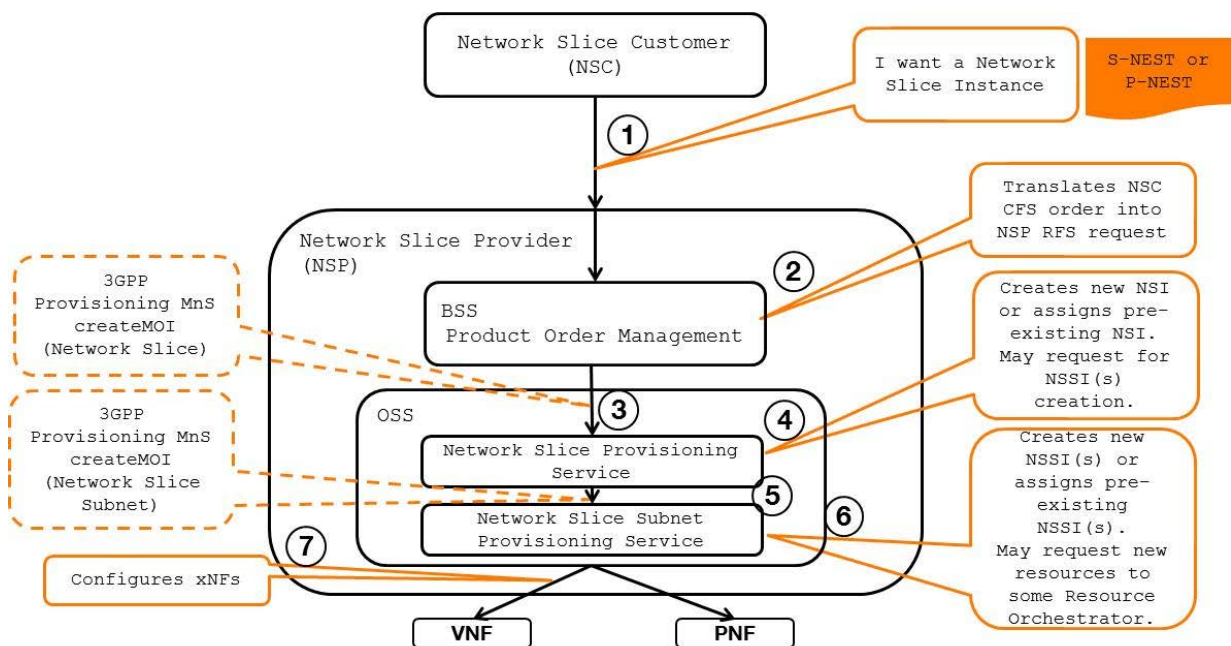 Network Slice Customer
(NSC)
I want a Network
Slice Instance
S-NEST or
P-NEST
1
Translates NSC
CFS order into
NSP RFS request
Network Slice Provider
(NSP)
2
3GPP
Provisioning MnS
createMOI
(Network Slice)
BSS
Product Order Management
Creates new NSI
or assigns pre-
existing NSI.
May request for
NSSI(s)
creation.
OSS
3
4
Network Slice Provisioning
Service
3GPP
Provisioning MnS
createMOI
(Network Slice
Subnet)
5
Network Slice Subnet
Provisioning Service
6
Creates new
NSSI(s) or
assigns pre-
existing
NSSI(s).
May request new
resources to
some Resource
Orchestrator.
7
Configures xNFs
VNF
PNF